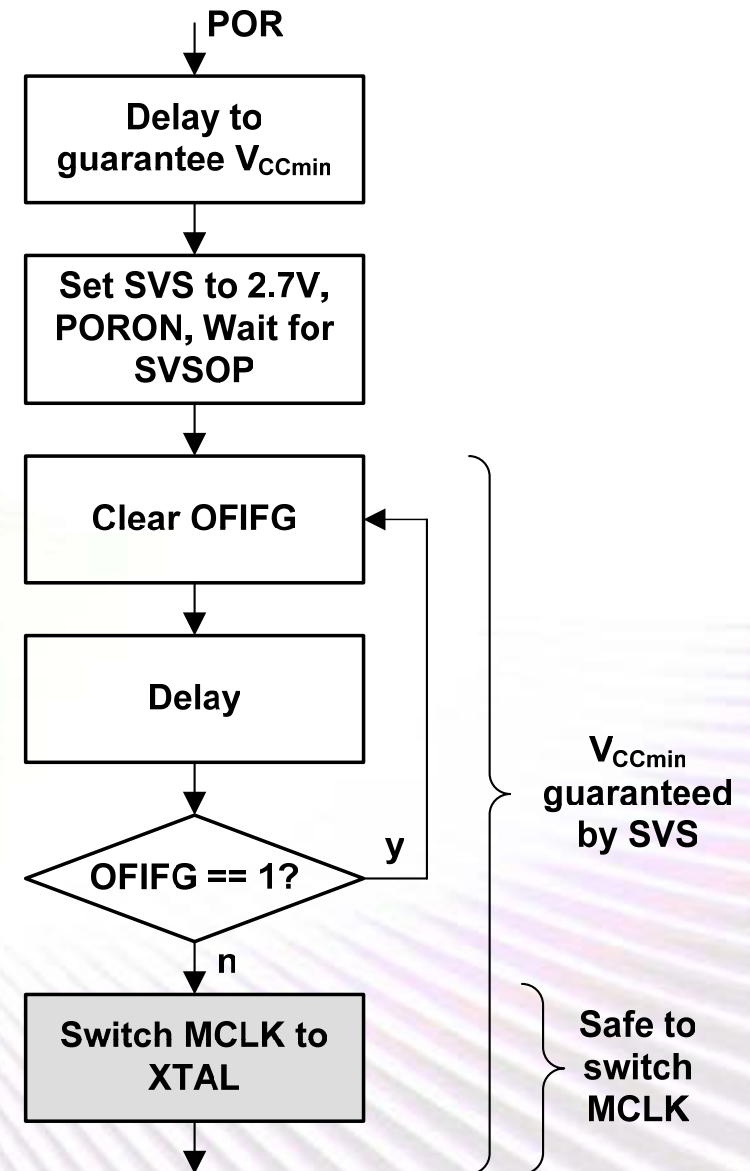 POR
Delay to
guarantee VCCmin
Set SVS to 2.7V,
PORON, Wait for
SVSOP
Clear OFIFG
Delay
OFIFG == 1?
y
n
Switch MCLK to
XTAL
VCCmin
guaranteed
by SVS
Safe to
switch
MCLK